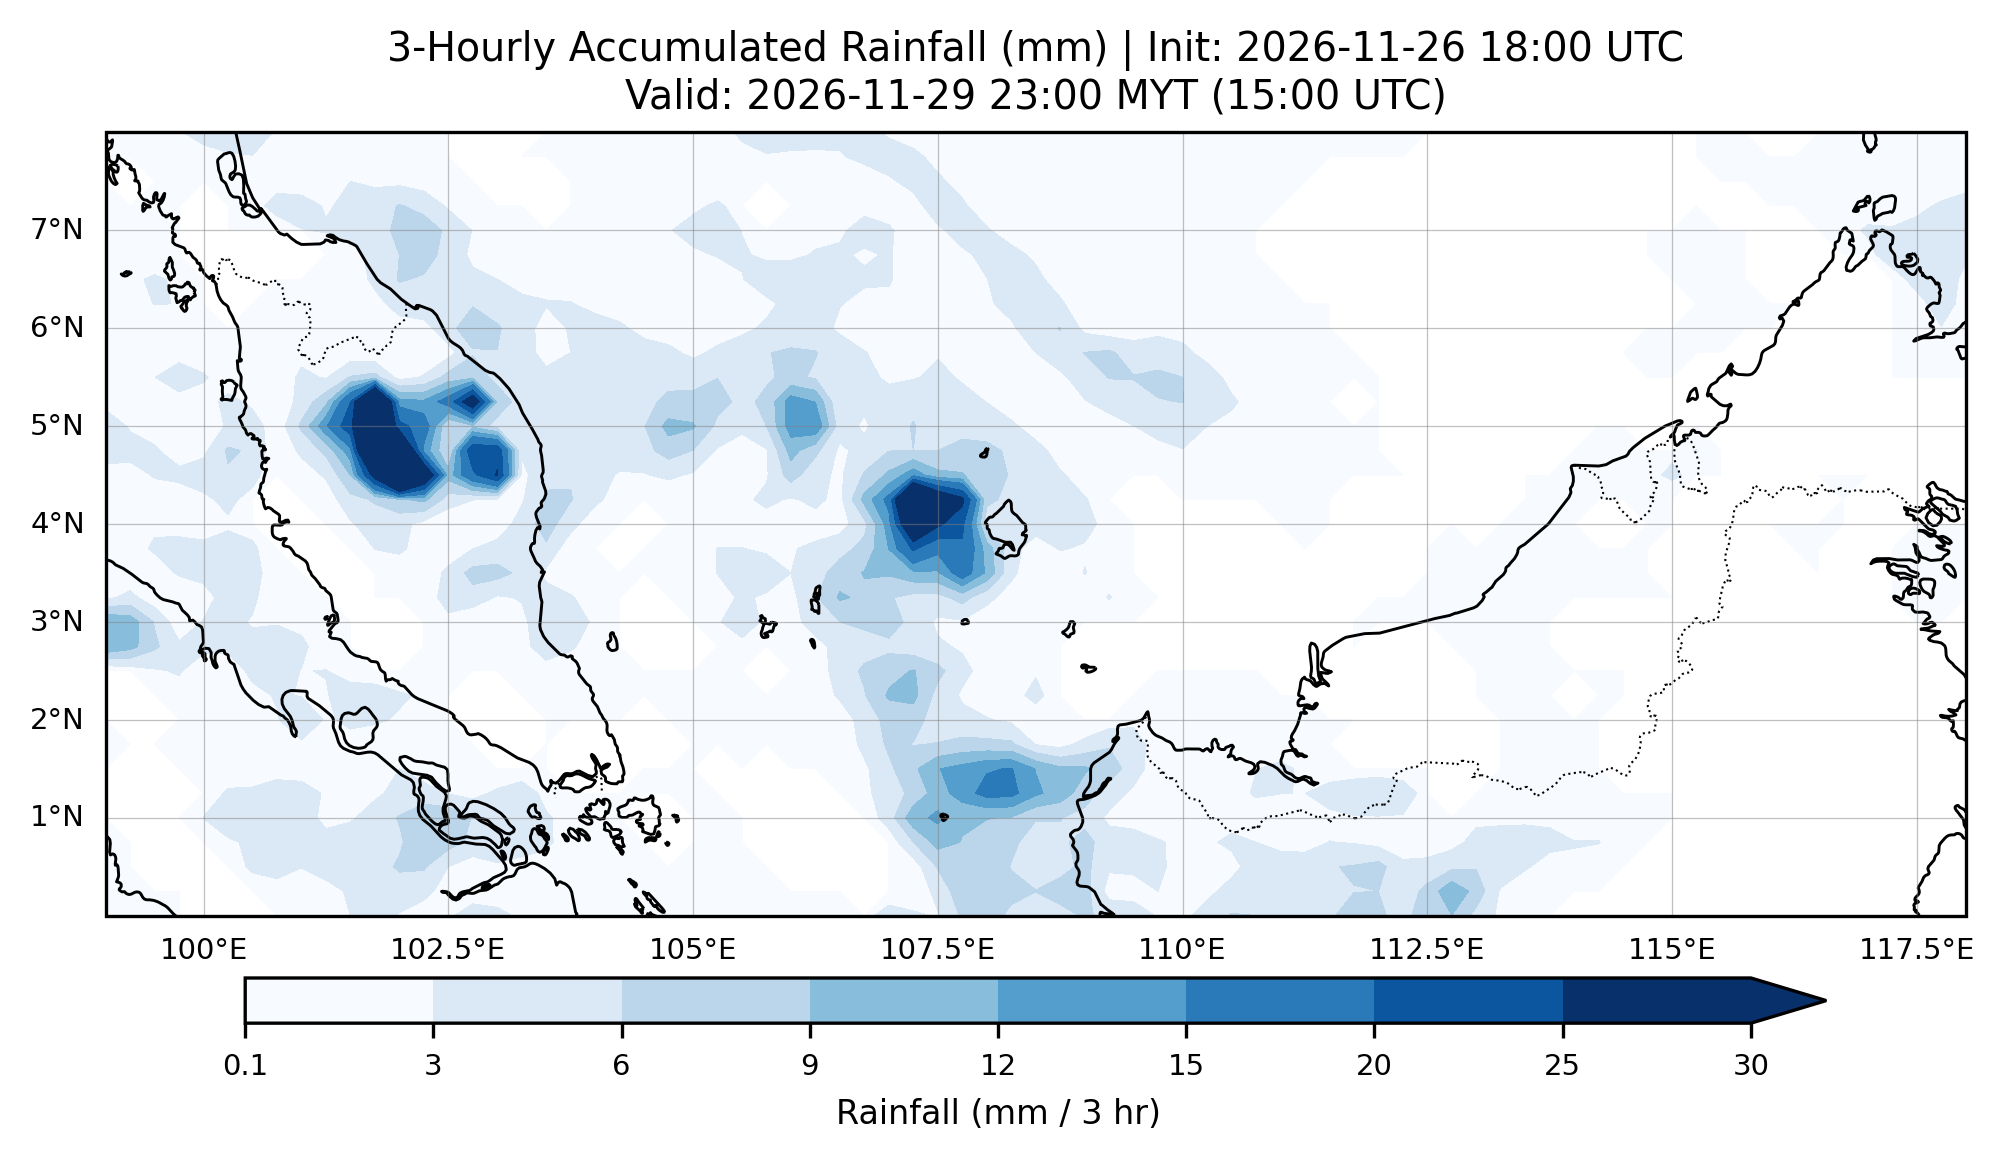 3-Hourly Accumulated Rainfall (mm) | Init: 2026-11-26 18:00 UTC
Valid: 2026-11-29 23:00 MYT (15:00 UTC)
7°N
6°N
5°N
4°N
3°N
2°N
1°N
100°E 102.5°E 105°E 107.5°E 110°E 112.5°E 115°E 117.5°E
0.1 3 6 9 12 15 20 25 30
Rainfall (mm / 3 hr)